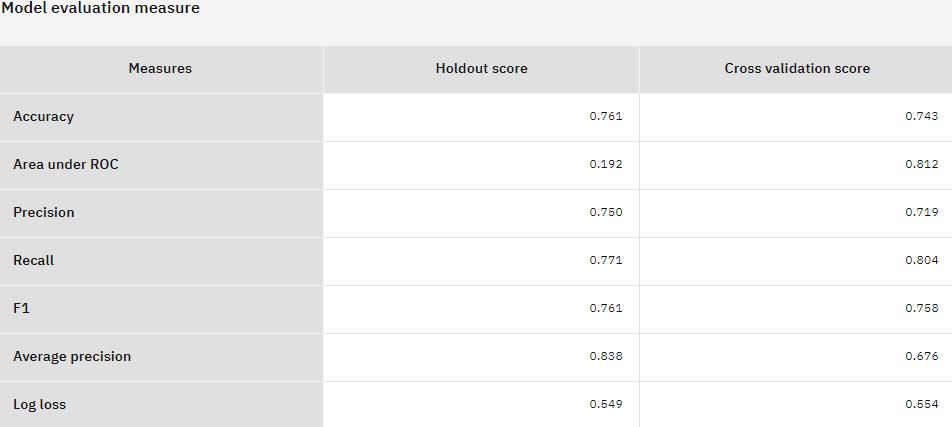 Model evaluation measure
Measures Holdout score Cross validation score
Accuracy 0.761 0.743
Area under ROC 0.192 0.812
Precision 0.750 0.719
Recall 0.771 0.804
F1 0.761 0.758
Average precision 0.838 0.676
Log loss 0.549 0.554